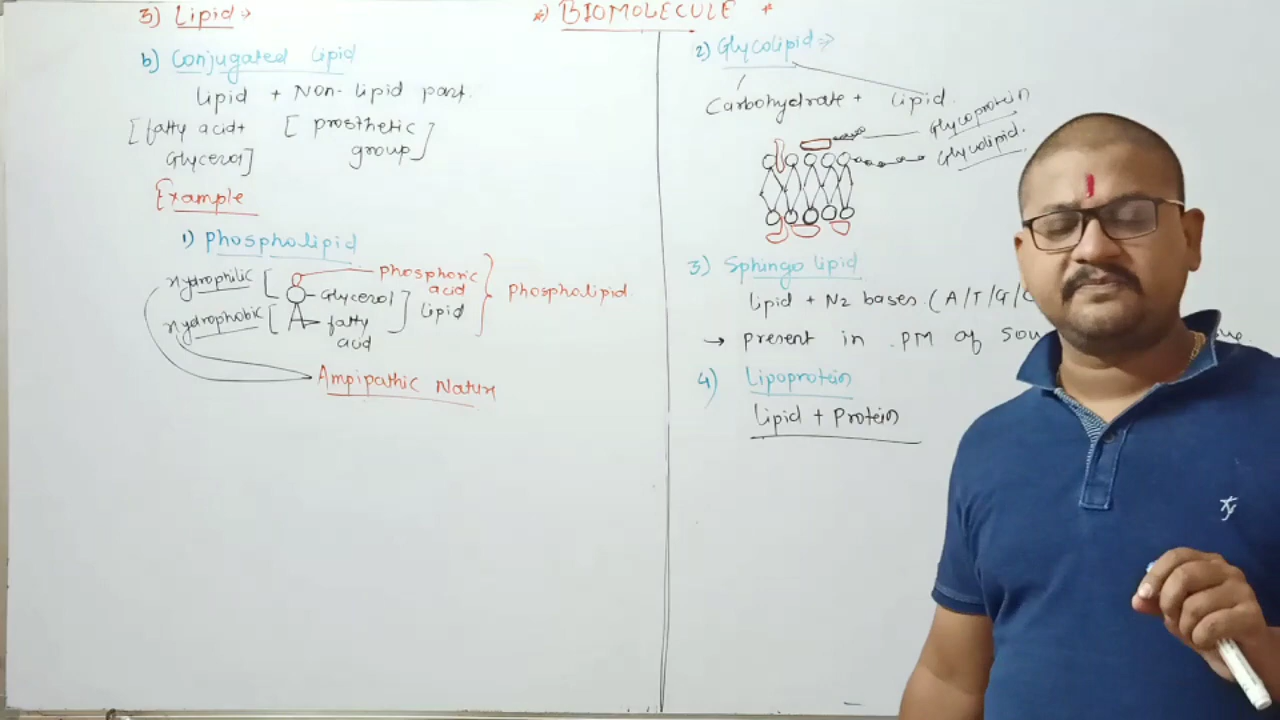 *) BIOMOLECULE *
3) Lipid :-
b) Conjugated Lipid
Lipid + Non-Lipid part.
[fatty acid + Glycerol] [prosthetic group]
Example
1) Phospholipid
Hydrophilic
Hydrophobic
Phosphoric acid
Glycerol
fatty acid
Lipid
Phospholipid
Ampipathic Nature
2) Glycolipid
Carbohydrate + Lipid.
Glycoprotein
Glycolipid.
3) Sphingo lipid
Lipid + N2 bases (A/T/G/
→ present in PM of
4) Lipoprotein
Lipid + Protein